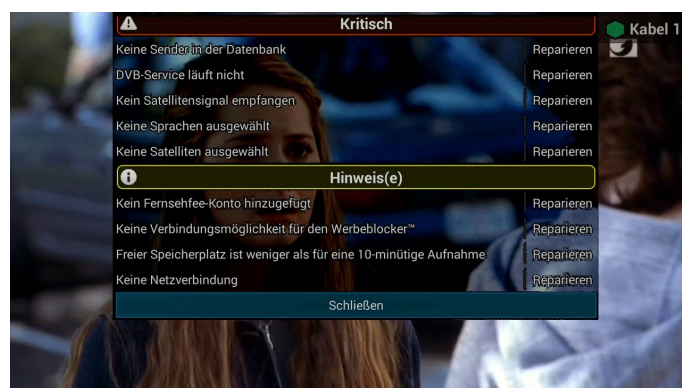 Kritisch
Kabel 1
Keine Sender in der Datenbank Reparieren
DVB-Service läuft nicht Reparieren
Kein Satellitensignal empfangen Reparieren
Keine Sprachen ausgewählt Reparieren
Keine Satelliten ausgewählt Reparieren
Hinweis(e)
Kein Fernsehfee-Konto hinzugefügt Reparieren
Keine Verbindungsmöglichkeit für den Werbeblocker™ Reparieren
Freier Speicherplatz ist weniger als für eine 10-minütige Aufnahme Reparieren
Keine Netzverbindung Reparieren
Schließen